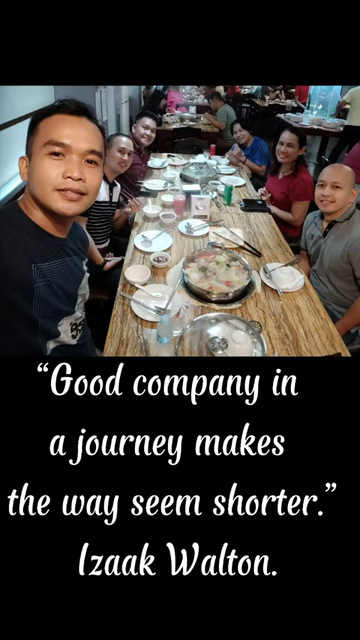 “Good company in
a journey makes
the way seem shorter.”
Izaak Walton.